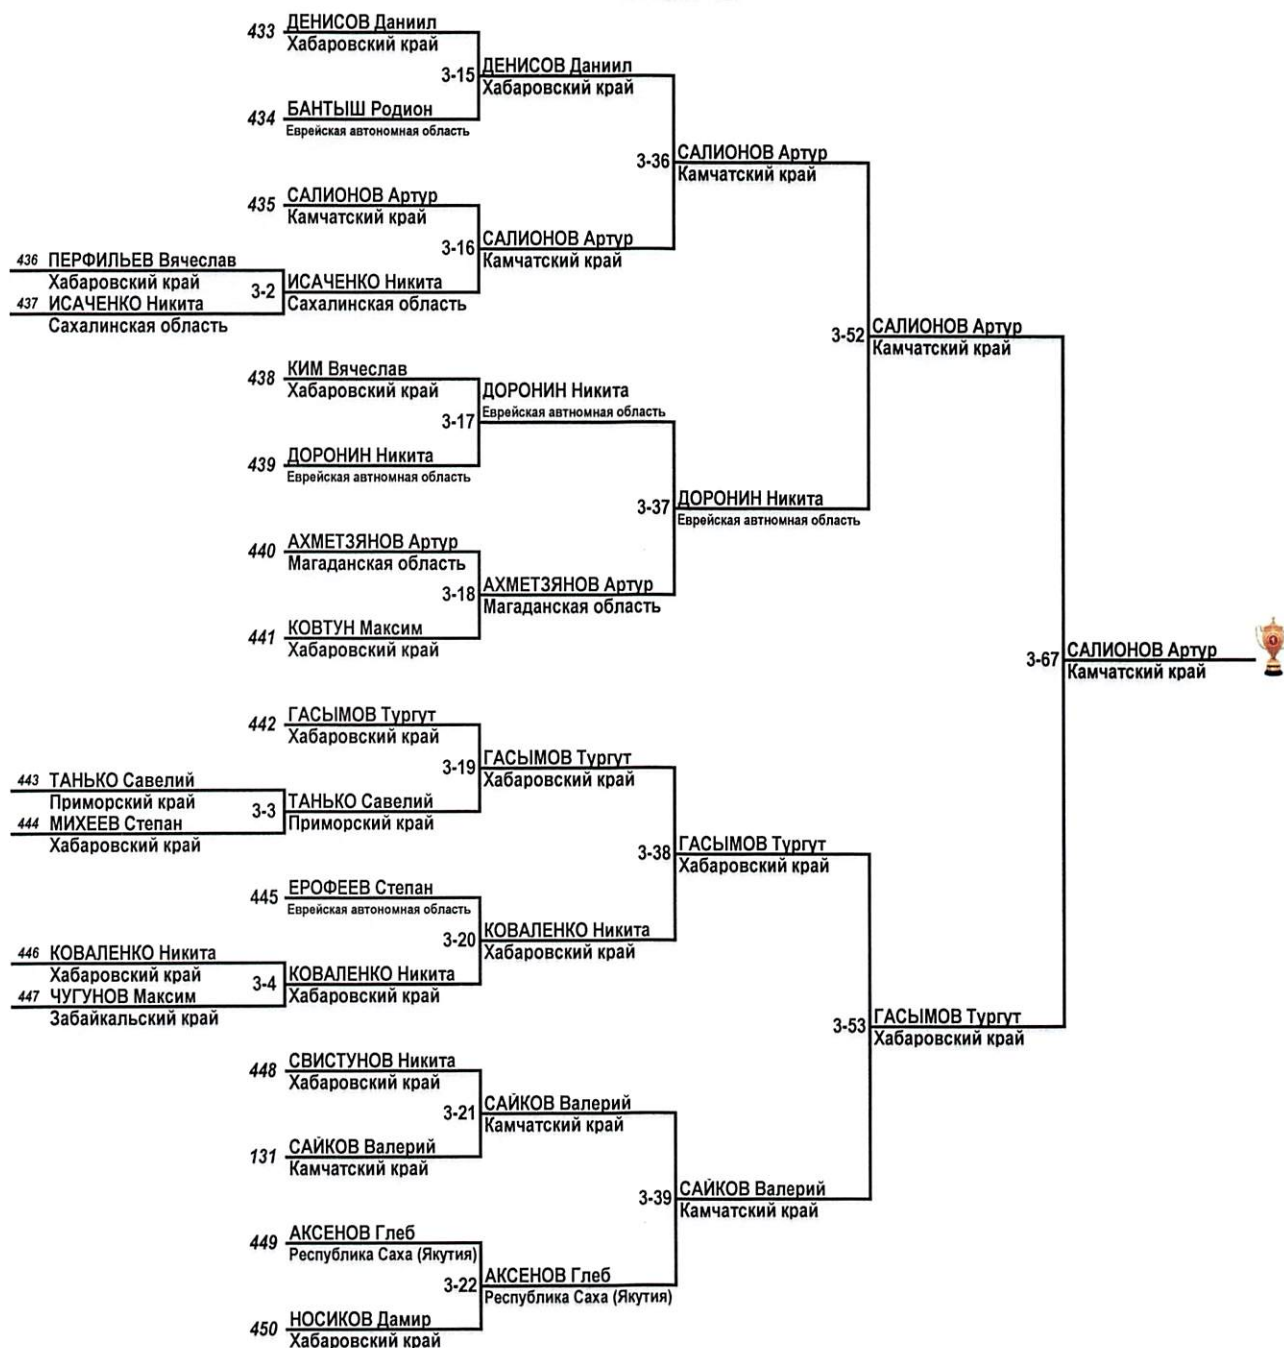 433 ДЕНИСОВ Даниил
Хабаровский край
3-15 ДЕНИСОВ Даниил
Хабаровский край
434 БАНТЫШ Родион
Еврейская автономная область
3-36 САЛИОНОВ Артур
Камчатский край
435 САЛИОНОВ Артур
Камчатский край
3-16 САЛИОНОВ Артур
Камчатский край
436 ПЕРФИЛЬЕВ Вячеслав
Хабаровский край
3-2 ИСАЧЕНКО Никита
Сахалинская область
437 ИСАЧЕНКО Никита
Сахалинская область
3-52 САЛИОНОВ Артур
Камчатский край
438 КИМ Вячеслав
Хабаровский край
3-17 ДОРОНИН Никита
Еврейская автномная область
439 ДОРОНИН Никита
Еврейская автномная область
3-37 ДОРОНИН Никита
Еврейская автномная область
440 АХМЕТЗЯНОВ Артур
Магаданская область
3-18 АХМЕТЗЯНОВ Артур
Магаданская область
441 КОВТУН Максим
Хабаровский край
3-67 САЛИОНОВ Артур
Камчатский край
1
442 ГАСЫМОВ Тургут
Хабаровский край
3-19 ГАСЫМОВ Тургут
Хабаровский край
443 ТАНЬКО Савелий
Приморский край
3-3 ТАНЬКО Савелий
Приморский край
444 МИХЕЕВ Степан
Хабаровский край
3-38 ГАСЫМОВ Тургут
Хабаровский край
445 ЕРОФЕЕВ Степан
Еврейская автономная область
3-20 КОВАЛЕНКО Никита
Хабаровский край
446 КОВАЛЕНКО Никита
Хабаровский край
3-4 КОВАЛЕНКО Никита
Хабаровский край
447 ЧУГУНОВ Максим
Забайкальский край
3-53 ГАСЫМОВ Тургут
Хабаровский край
448 СВИСТУНОВ Никита
Хабаровский край
3-21 САЙКОВ Валерий
Камчатский край
131 САЙКОВ Валерий
Камчатский край
3-39 САЙКОВ Валерий
Камчатский край
449 АКСЕНОВ Глеб
Республика Саха (Якутия)
3-22 АКСЕНОВ Глеб
Республика Саха (Якутия)
450 НОСИКОВ Дамир
Хабаровский край